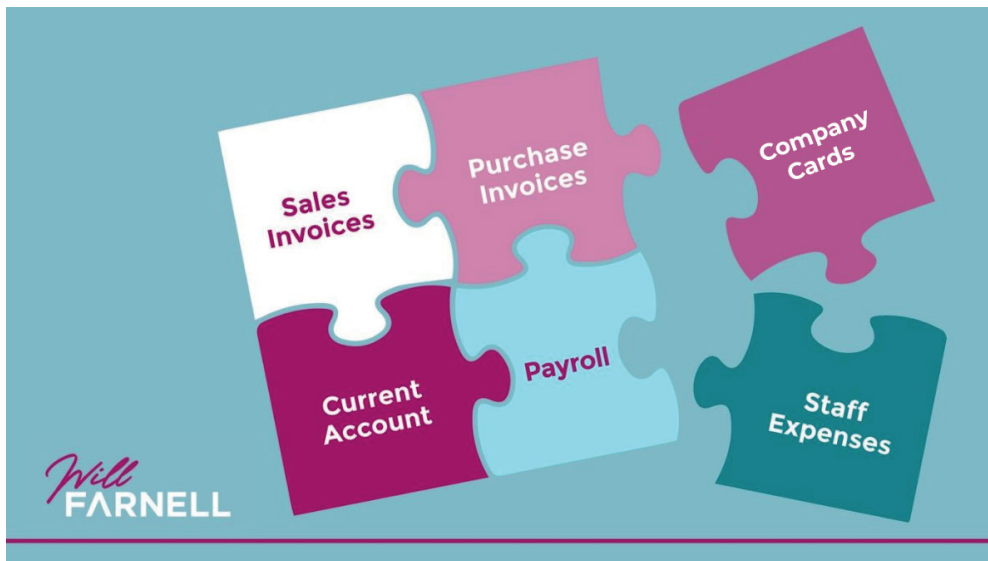 Sales
Invoices
Purchase
Invoices
Company
Cards
Current
Account
Payroll
Staff
Expenses
Will
FARNELL